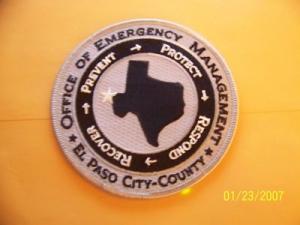 OFFICE OF EMERGENCY MANAGEMENT
★ EL PASO CITY-COUNTY ★
PREVENT → PROTECT → RESPOND → RECOVER →
01/23/2007